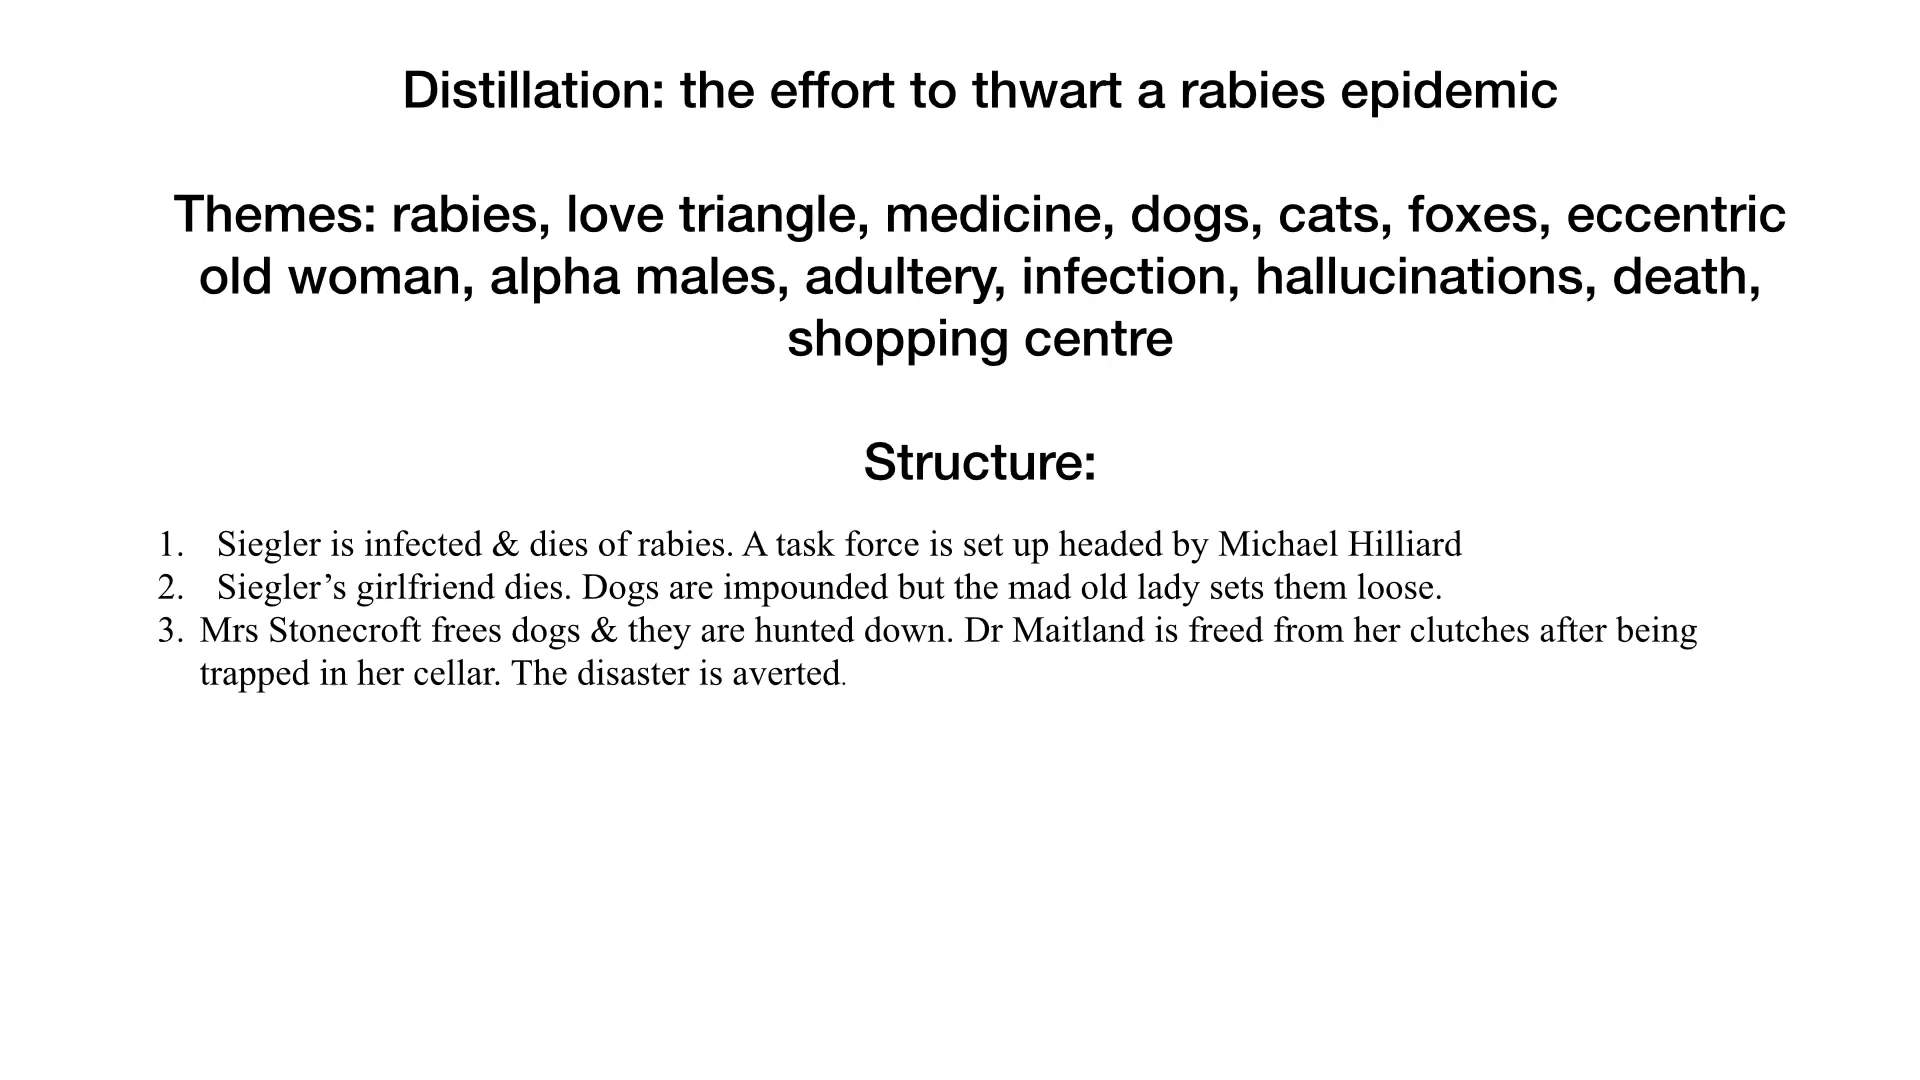 Distillation: the effort to thwart a rabies epidemic
Themes: rabies, love triangle, medicine, dogs, cats, foxes, eccentric
old woman, alpha males, adultery, infection, hallucinations, death,
shopping centre
Structure:
1. Siegler is infected & dies of rabies. A task force is set up headed by Michael Hilliard
2. Siegler’s girlfriend dies. Dogs are impounded but the mad old lady sets them loose.
3. Mrs Stonecroft frees dogs & they are hunted down. Dr Maitland is freed from her clutches after being
trapped in her cellar. The disaster is averted.